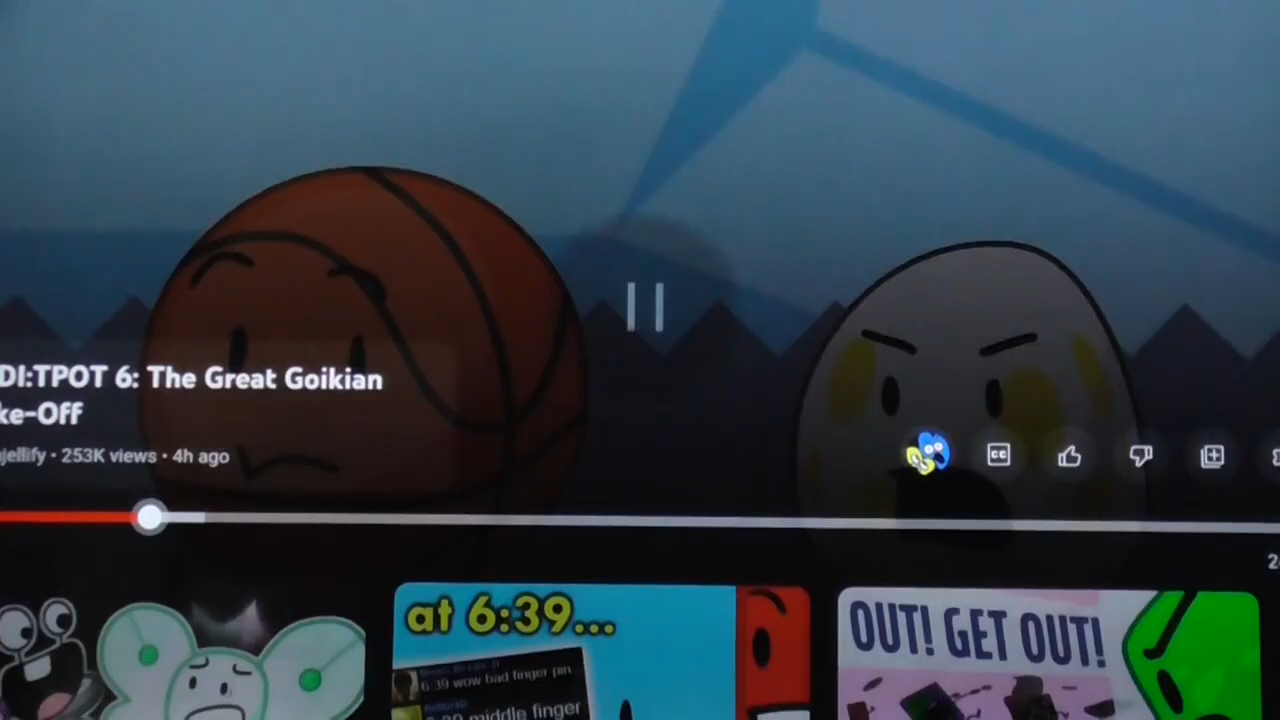 DI:TPOT 6: The Great Goikian
ke-Off
jellify • 253K views • 4h ago
CC
at 6:39...
6:39 wow bad finger pin
middle finger
OUT! GET OUT!